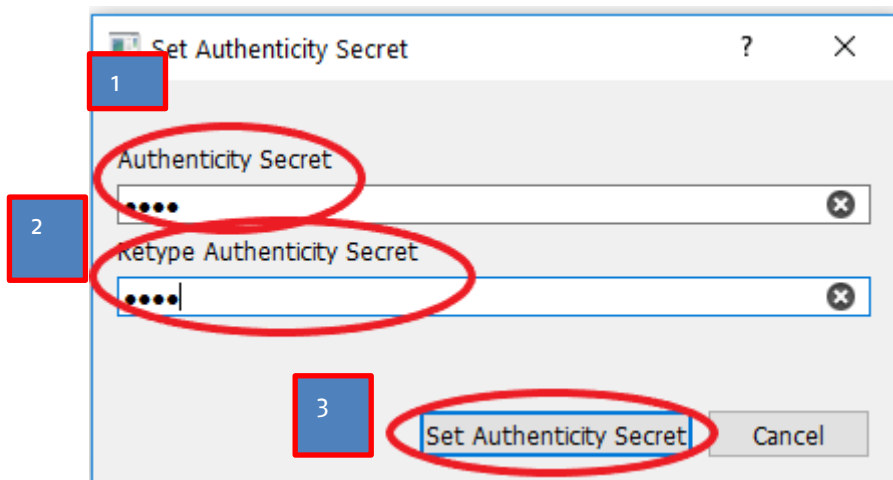 Set Authenticity Secret ?
1
Authenticity Secret
••••
2
Retype Authenticity Secret
••••
3
Set Authenticity Secret Cancel